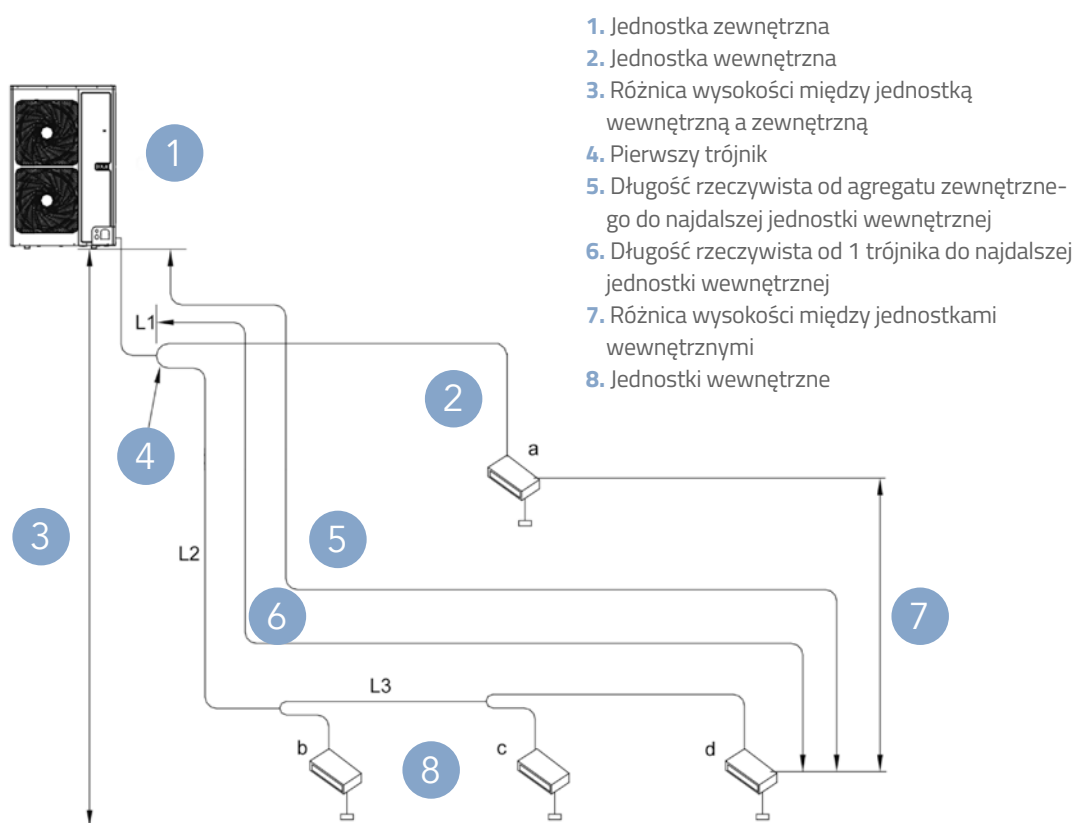 1. Jednostka zewnętrzna
2. Jednostka wewnętrzna
3. Różnica wysokości między jednostką
wewnętrzną a zewnętrzną
4. Pierwszy trójnik
5. Długość rzeczywista od agregatu zewnętrzne-
go do najdalszej jednostki wewnętrznej
6. Długość rzeczywista od 1 trójnika do najdalszej
jednostki wewnętrznej
7. Różnica wysokości między jednostkami
wewnętrznymi
8. Jednostki wewnętrzne
1
L1
2
4
a
3
L2
5
6
7
L3
b
8
c
d